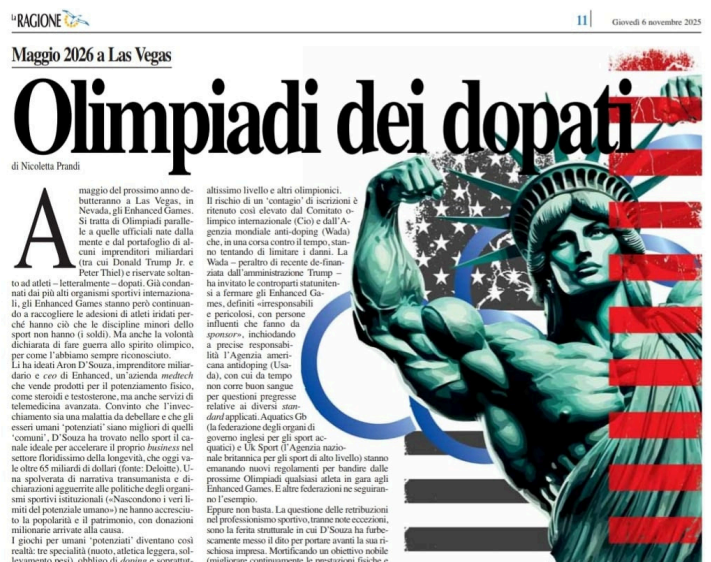 La RAGIONE
11
Giovedì 6 novembre 2025
Maggio 2026 a Las Vegas
Olimpiadi dei dopati
di Nicoletta Prandi
A maggio del prossimo anno de-
butteranno a Las Vegas, in
Nevada, gli Enhanced Games.
Si tratta di Olimpiadi paralle-
le a quelle ufficiali nate dalla
mente e dal portafoglio di al-
cuni imprenditori miliardari
(tra cui Donald Trump Jr. e
Peter Thiel) e riservate soltan-
to ad atleti – letteralmente – dopati. Già condan-
nati dai più alti organismi sportivi internaziona-
li, gli Enhanced Games stanno però continuan-
do a raccogliere le adesioni di atleti iridati per-
ché hanno ciò che le discipline minori dello
sport non hanno (i soldi). Ma anche la volontà
dichiarata di fare guerra allo spirito olimpico,
per come l'abbiamo sempre riconosciuto.
Li ha ideati Aron D'Souza, imprenditore miliar-
dario e ceo di Enhanced, un'azienda medtech
che vende prodotti per il potenziamento fisico,
come steroidi e testosterone, ma anche servizi di
telemedicina avanzata. Convinto che l'invec-
chiamento sia una malattia da debellare e che gli
esseri umani 'potenziati' siano migliori di quelli
'comuni', D'Souza ha trovato nello sport il ca-
nale ideale per accelerare il proprio business nel
settore floridissimo della longevità, che oggi va-
le oltre 65 miliardi di dollari (fonte: Deloitte). U-
na spolverata di narrativa transumanista e di-
chiarazioni agguerrite alle politiche degli organi-
smi sportivi istituzionali («Nascondono i veri li-
miti del potenziale umano») ne hanno accresciu-
to la popolarità e il patrimonio, con donazioni
milionarie arrivate alla causa.
I giochi per umani 'potenziati' diventano così
realtà: tre specialità (nuoto, atletica leggera, sol-
levamento pesi), obbligo di doping e soprattut-
altissimo livello e altri olimpionici.
Il rischio di un 'contagio' di iscrizioni è
ritenuto così elevato dal Comitato o-
limpico internazionale (Cio) e dall'A-
genzia mondiale anti-doping (Wada)
che, in una corsa contro il tempo, stan-
no tentando di limitare i danni. La
Wada – peraltro di recente de-finan-
ziata dall'amministrazione Trump –
ha invitato le controparti statuniten-
si a fermare gli Enhanced Ga-
mes, definiti «irresponsabili
e pericolosi, con persone
influenti che fanno da
sponsor», inchiodando
a precise responsabi-
lità l'Agenzia ameri-
cana antidoping (Usa-
da), con cui da tempo
non corre buon sangue
per questioni pregresse
relative ai diversi stan-
dard applicati. Aquatics Gb
(la federazione degli organi di
governo inglesi per gli sport ac-
quatici) e Uk Sport (l'Agenzia nazio-
nale britannica per gli sport di alto livello) stanno
emanando nuovi regolamenti per bandire dalle
prossime Olimpiadi qualsiasi atleta in gara agli
Enhanced Games. E altre federazioni ne seguiran-
no l'esempio.
Eppure non basta. La questione delle retribuzioni
nel professionismo sportivo, tranne note eccezioni,
sono la ferita strutturale in cui D'Souza ha furbe-
scamente messo il dito per portare avanti la sua ri-
schiosa impresa. Mortificando un obiettivo nobile
(migliorare continuamente le prestazioni fisiche e